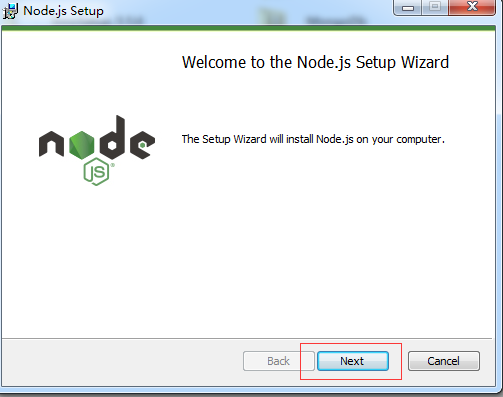 Node.js Setup
Welcome to the Node.js Setup Wizard
node
JS
The Setup Wizard will install Node.js on your computer.
Back
Next
Cancel